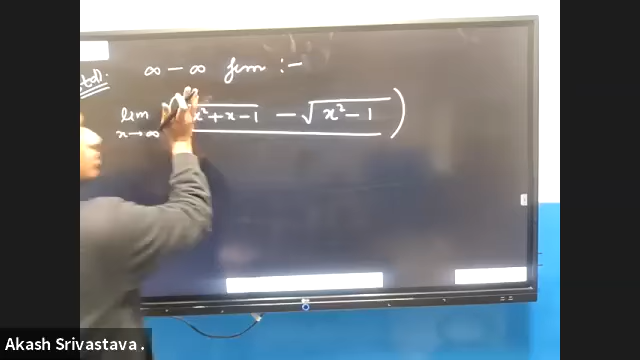 ∞ - ∞ form :-
lim (√x²+x-1 - √x²-1)
x→∞
Akash Srivastava .